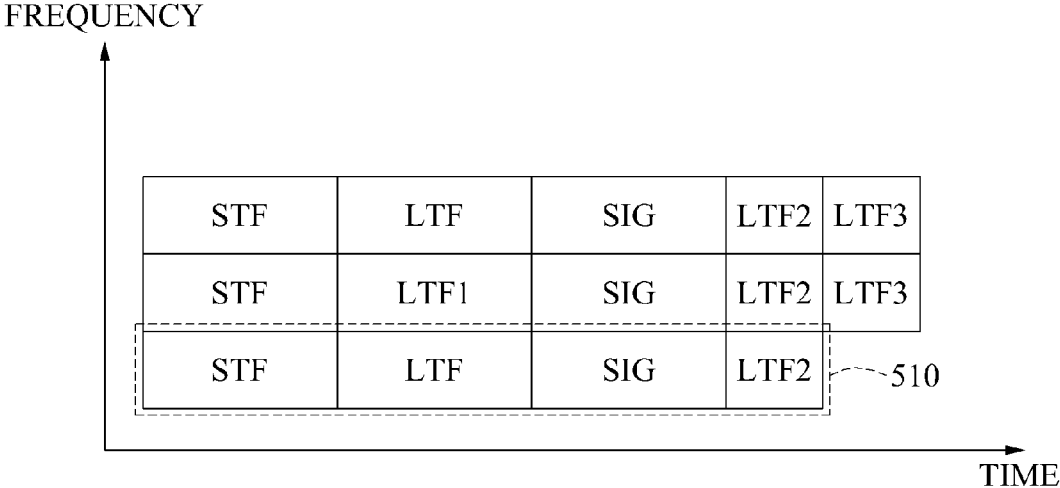 FREQUENCY
STF LTF SIG LTF2 LTF3
STF LTF1 SIG LTF2 LTF3
STF LTF SIG LTF2 510
TIME